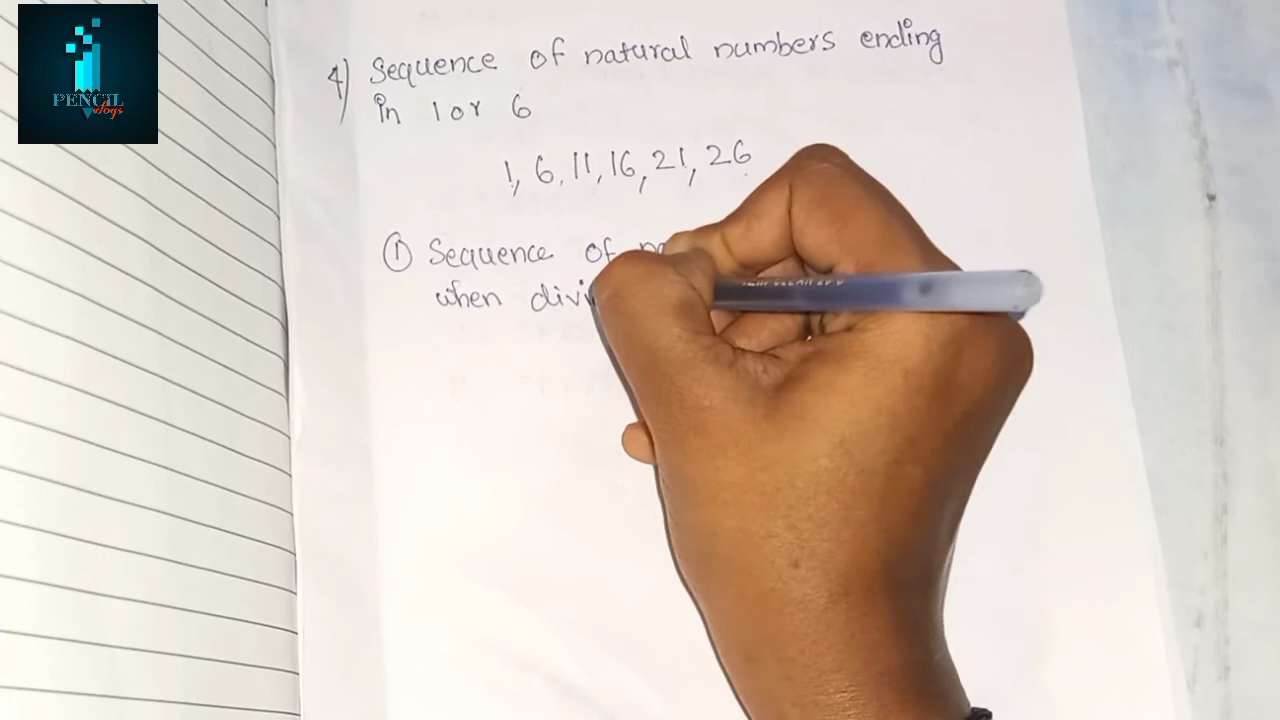 PENCIL
vlogs
4) Sequence of natural numbers ending
in 1 or 6
1, 6, 11, 16, 21, 26
① Sequence of
when